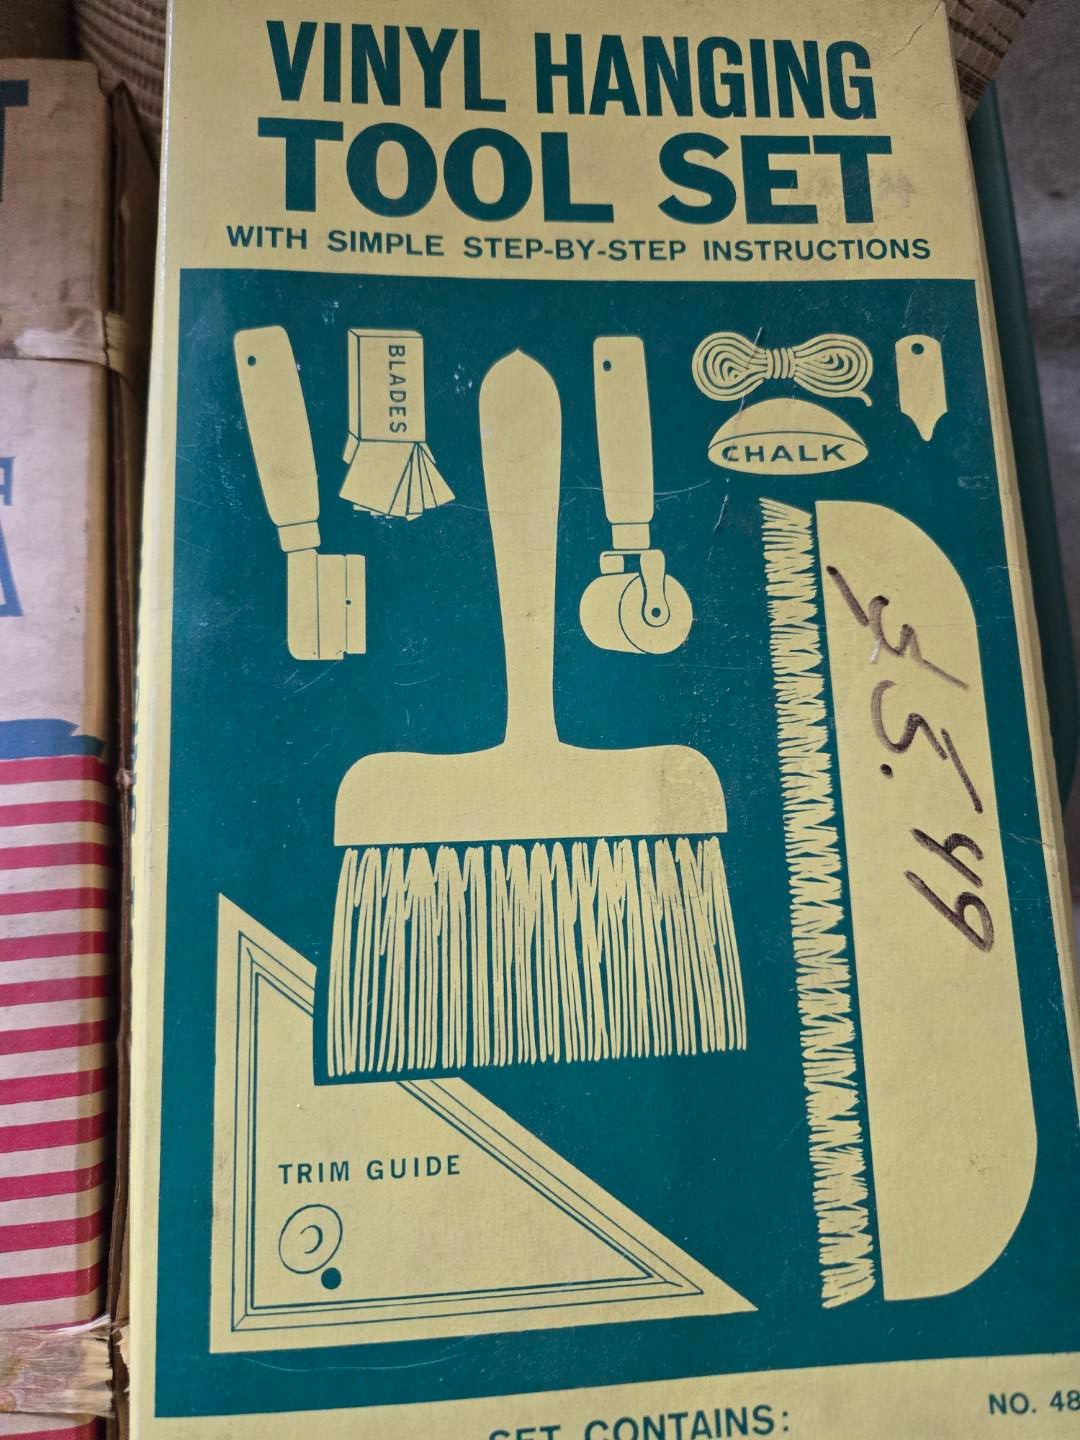 VINYL HANGING
TOOL SET
WITH SIMPLE STEP-BY-STEP INSTRUCTIONS
BLADES
CHALK
5.49
TRIM GUIDE
NO. 48
SET CONTAINS: